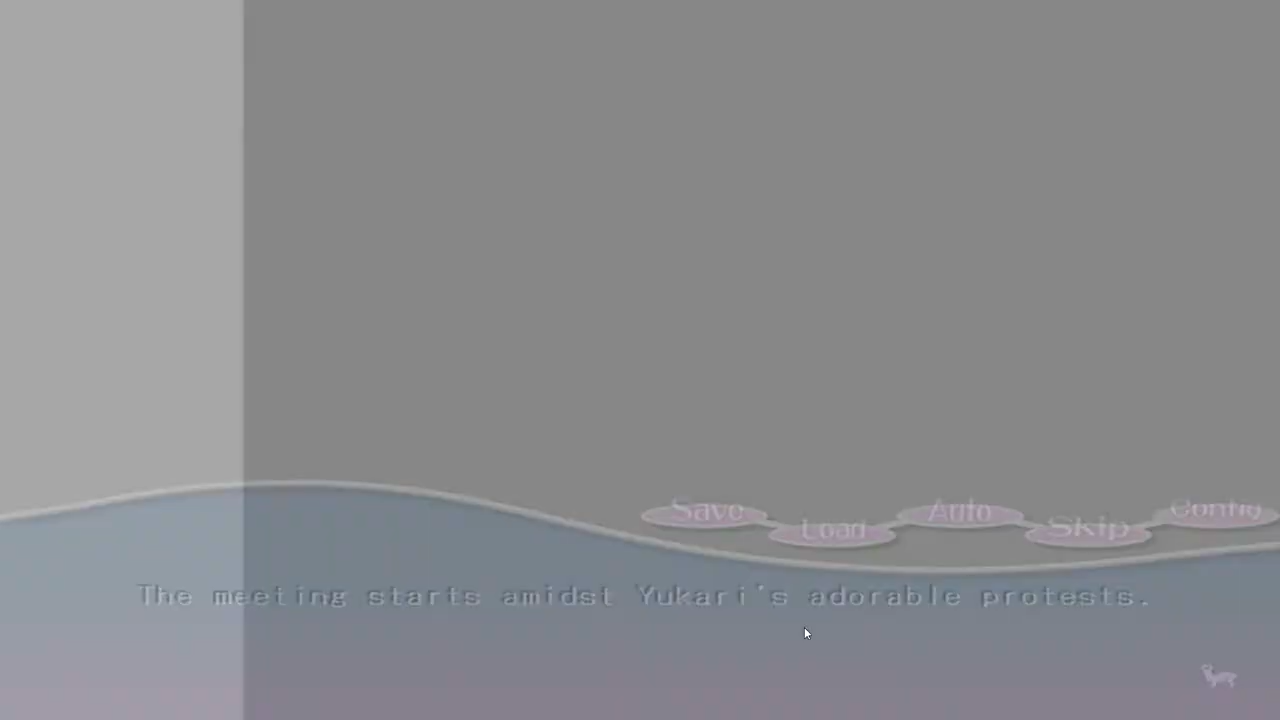 Save
Load
Auto
Skip
Config
The meeting starts amidst Yukari's adorable protests.